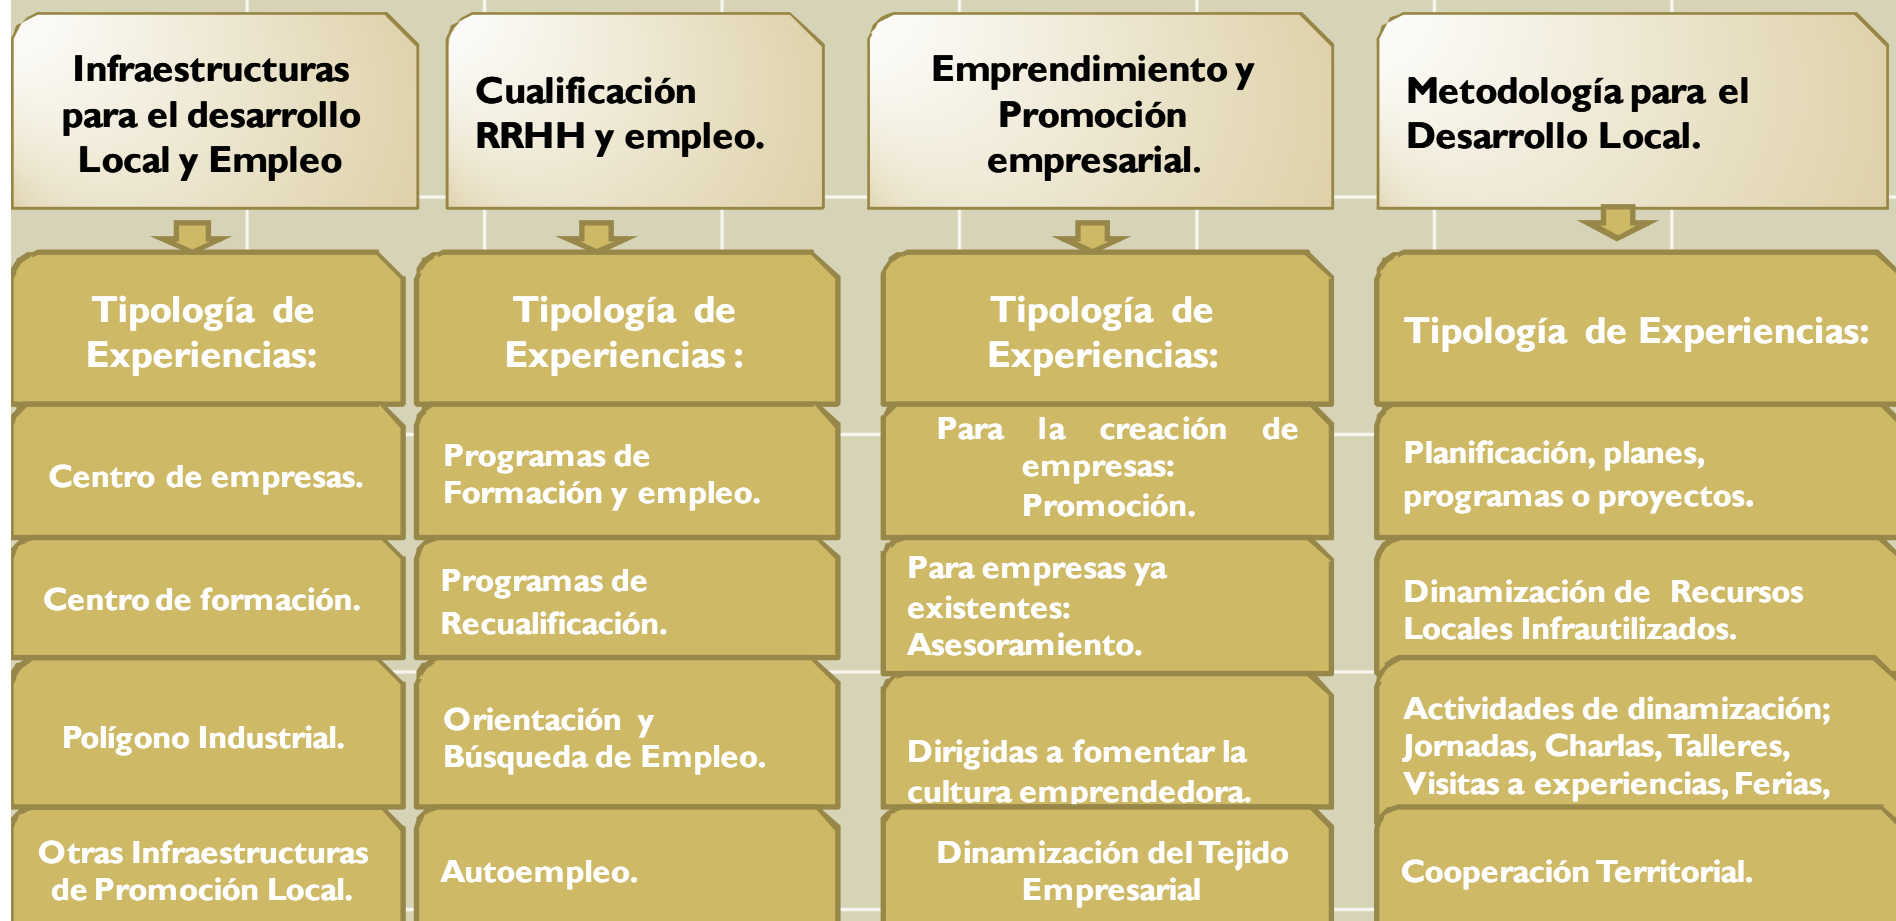 Infraestructuras
para el desarrollo
Local y Empleo
Tipología de
Experiencias:
Centro de empresas.
Centro de formación.
Polígono Industrial.
Otras Infraestructuras
de Promoción Local.
Cualificación
RRHH y empleo.
Tipología de
Experiencias :
Programas de
Formación y empleo.
Programas de
Recualificación.
Orientación y
Búsqueda de Empleo.
Autoempleo.
Emprendimiento y
Promoción
empresarial.
Tipología de
Experiencias:
Para la creación de
empresas:
Promoción.
Para empresas ya
existentes:
Asesoramiento.
Dirigidas a fomentar la
cultura emprendedora.
Dinamización del Tejido
Empresarial
Metodología para el
Desarrollo Local.
Tipología de Experiencias:
Planificación, planes,
programas o proyectos.
Dinamización de Recursos
Locales Infrautilizados.
Actividades de dinamización;
Jornadas, Charlas, Talleres,
Visitas a experiencias, Ferias,
Cooperación Territorial.